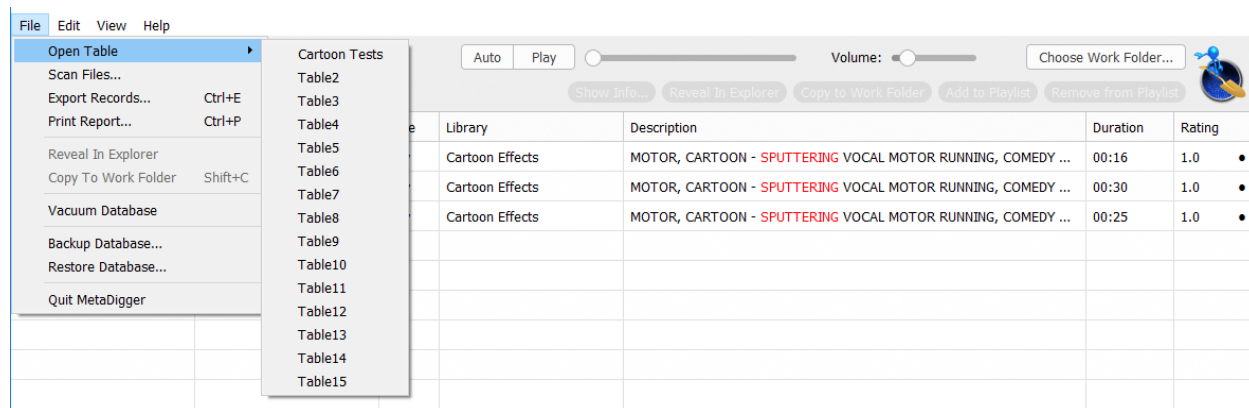 File Edit View Help
Open Table
Scan Files...
Export Records... Ctrl+E
Print Report... Ctrl+P
Reveal In Explorer
Copy To Work Folder Shift+C
Vacuum Database
Backup Database...
Restore Database...
Quit MetaDigger
Cartoon Tests
Table2
Table3
Table4
Table5
Table6
Table7
Table8
Table9
Table10
Table11
Table12
Table13
Table14
Table15
Auto Play Volume: Choose Work Folder...
Show Info... Reveal In Explorer Copy to Work Folder Add to Playlist Remove from Playlist
Library Description Duration Rating
Cartoon Effects MOTOR, CARTOON - SPUTTERING VOCAL MOTOR RUNNING, COMEDY ... 00:16 1.0
Cartoon Effects MOTOR, CARTOON - SPUTTERING VOCAL MOTOR RUNNING, COMEDY ... 00:30 1.0
Cartoon Effects MOTOR, CARTOON - SPUTTERING VOCAL MOTOR RUNNING, COMEDY ... 00:25 1.0